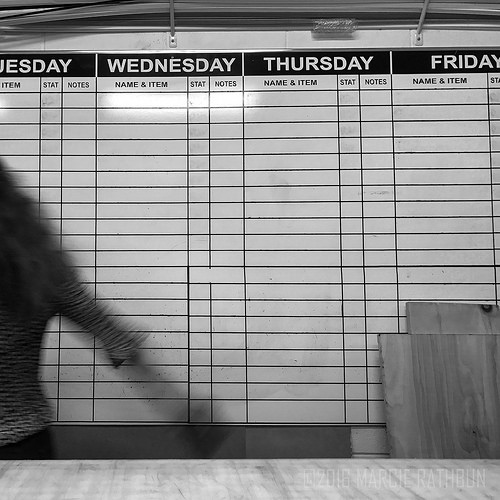 UESDAY WEDNESDAY THURSDAY FRIDAY
ITEM STAT NOTES NAME & ITEM STAT NOTES NAME & ITEM STAT NOTES NAME & ITEM STA
©2016 MARCIE RATHBUN